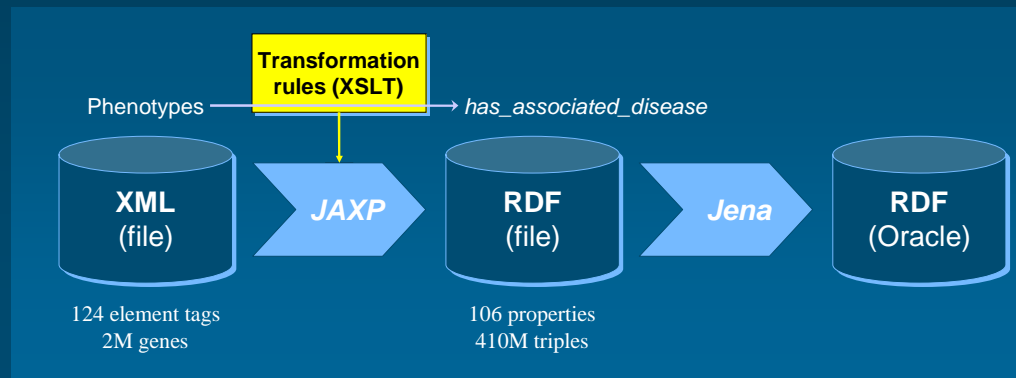 Transformation
rules (XSLT)
Phenotypes
has_associated_disease
XML
(file)
JAXP
RDF
(file)
Jena
RDF
(Oracle)
124 element tags
2M genes
106 properties
410M triples